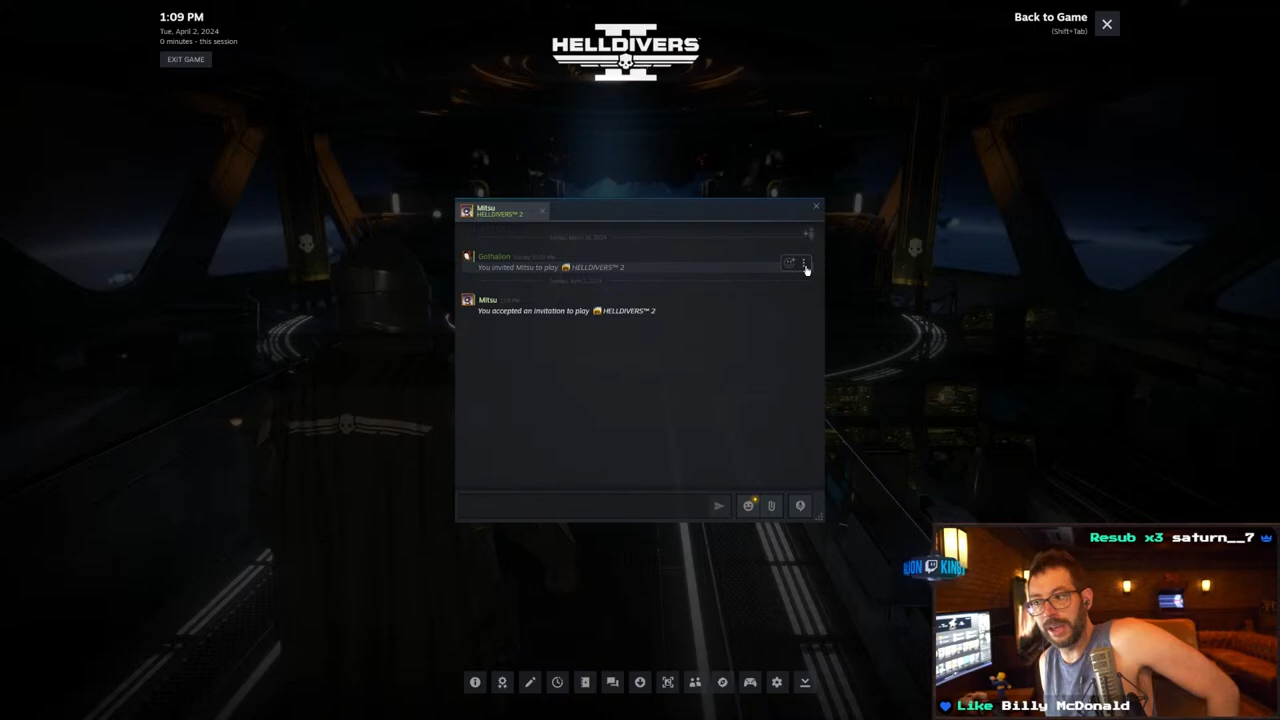 1:09 PM
Tue, April 2, 2024
0 minutes - this session
EXIT GAME
HELLDIVERS
II
Back to Game
(Shift+Tab)
Mitsu
HELLDIVERS™ 2
Gothalion
You invited Mitsu to play HELLDIVERS™ 2
Mitsu
You accepted an invitation to play HELLDIVERS™ 2
Resub x3 saturn__7
Like Billy McDonald